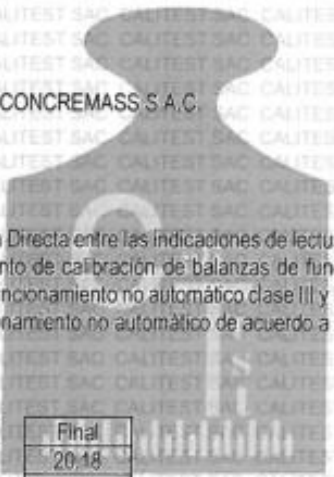 CONCREMASS S.A.C.
Directa entre las indicaciones de lectu
nto de calibración de balanzas de fun
ncionamiento no automático clase III y
namiento no automático de acuerdo a
Final
20.18